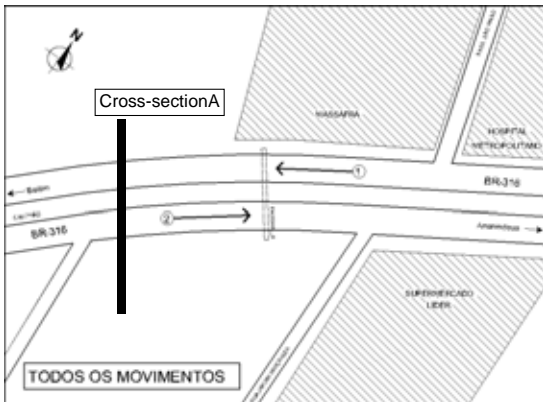 N
Cross-sectionA
MASSAFRA
HOSPITAL
METROPOLITANO
1
Belém
BR-316
2
BR-316
Ananindeua
SUPERMERCADO
LIDER
TODOS OS MOVIMENTOS